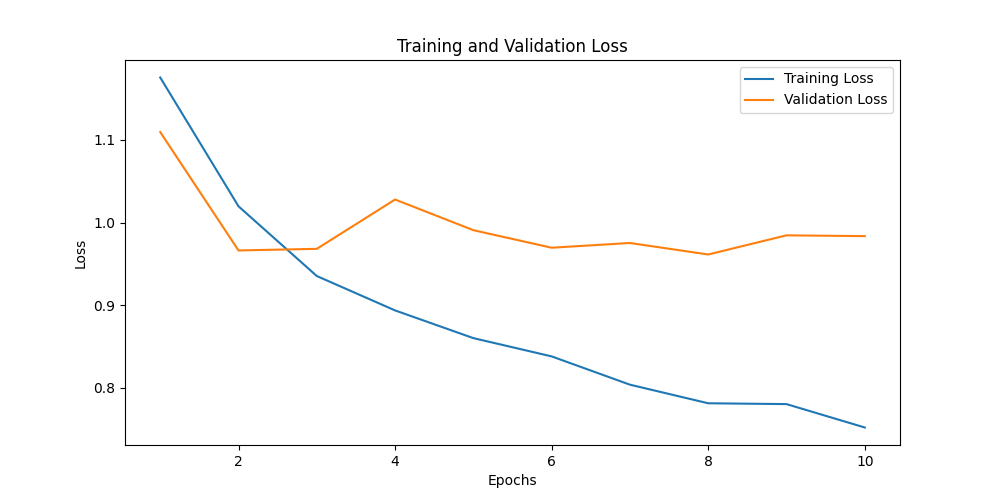 Training and Validation Loss
Training Loss
Validation Loss
1.1
1.0
0.9
0.8
Loss
2 4 6 8 10
Epochs